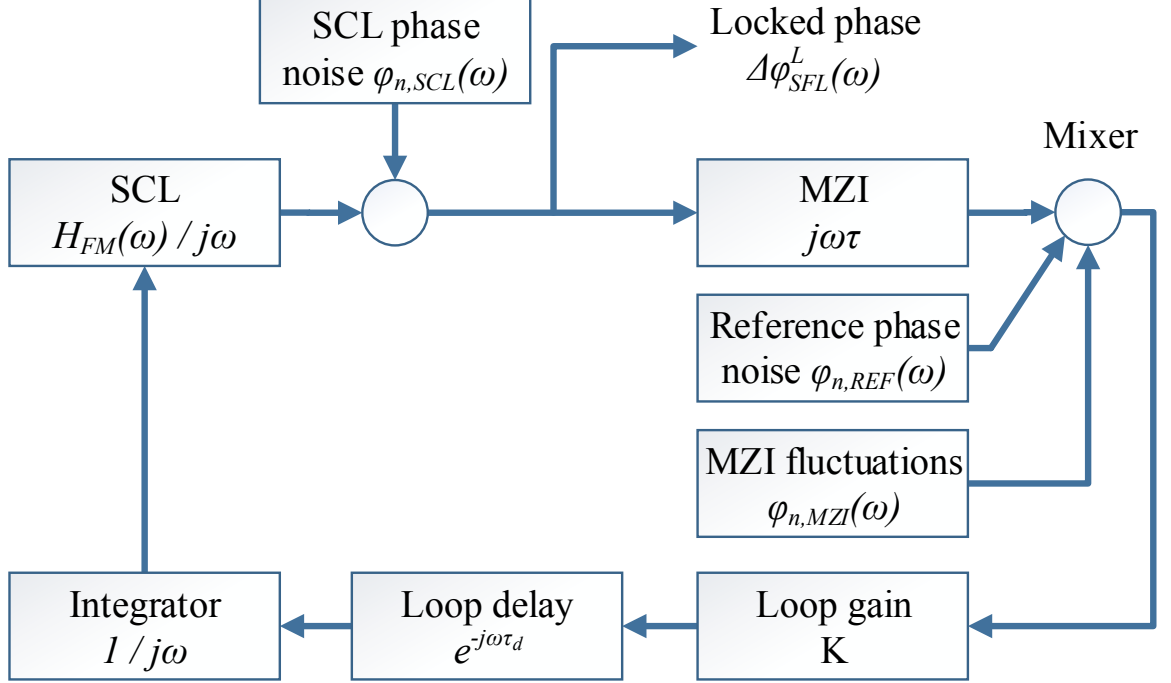 SCL phase
noise φn,SCL(ω)
Locked phase
ΔφᴸSFL(ω)
Mixer
SCL
HFM(ω) / jω
MZI
jωτ
Reference phase
noise φn,REF(ω)
MZI fluctuations
φn,MZI(ω)
Integrator
1 / jω
Loop delay
e^-jωτd
Loop gain
K